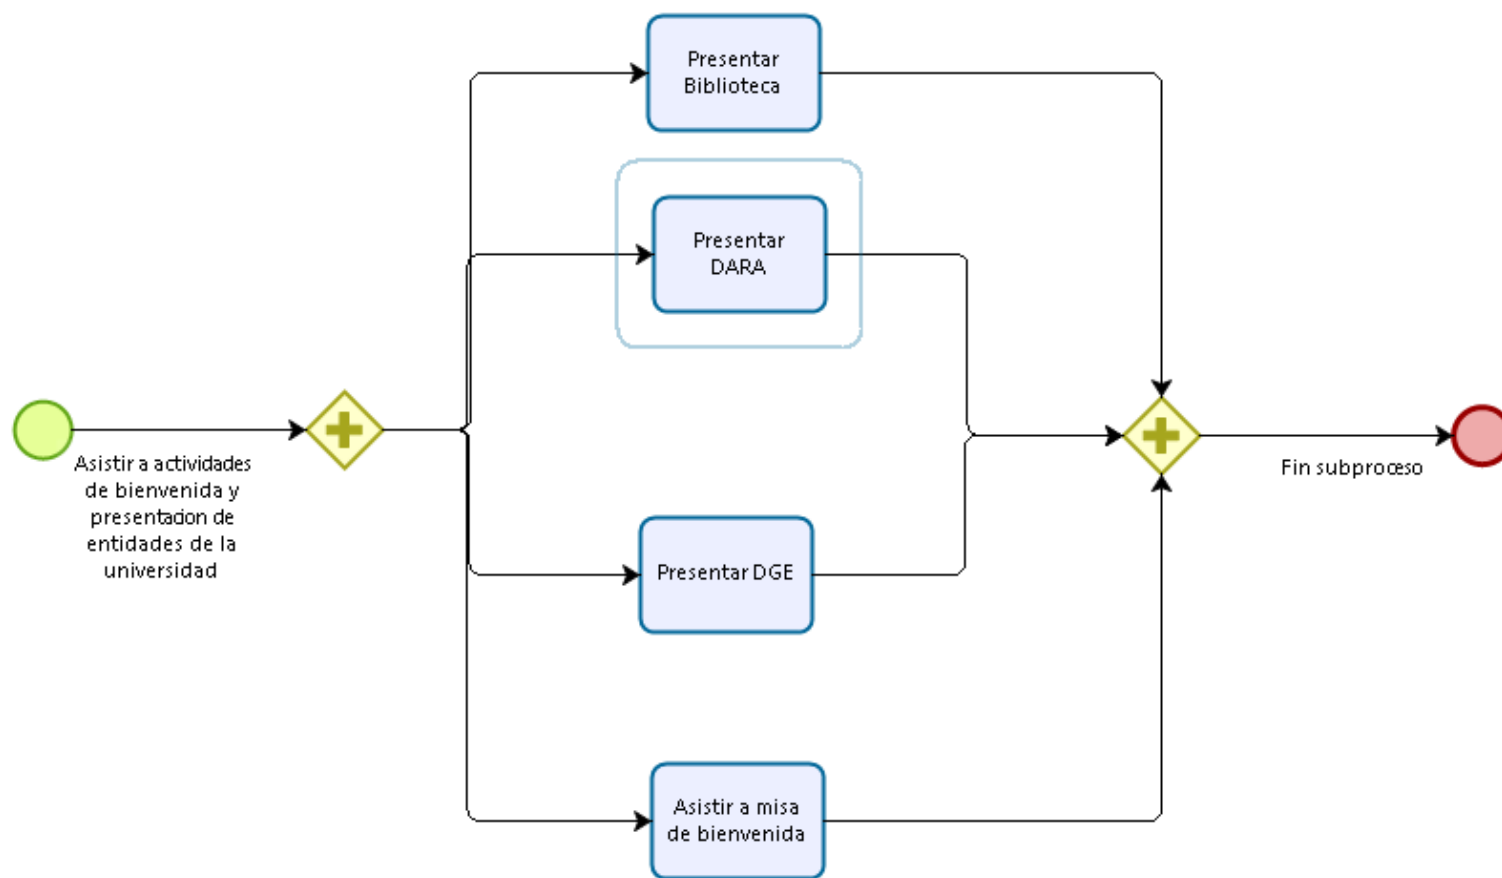 Presentar
Biblioteca
Presentar
DARA
Asistir a actividades
de bienvenida y
presentacion de
entidades de la
universidad
Fin subproceso
Presentar DGE
Asistir a misa
de bienvenida